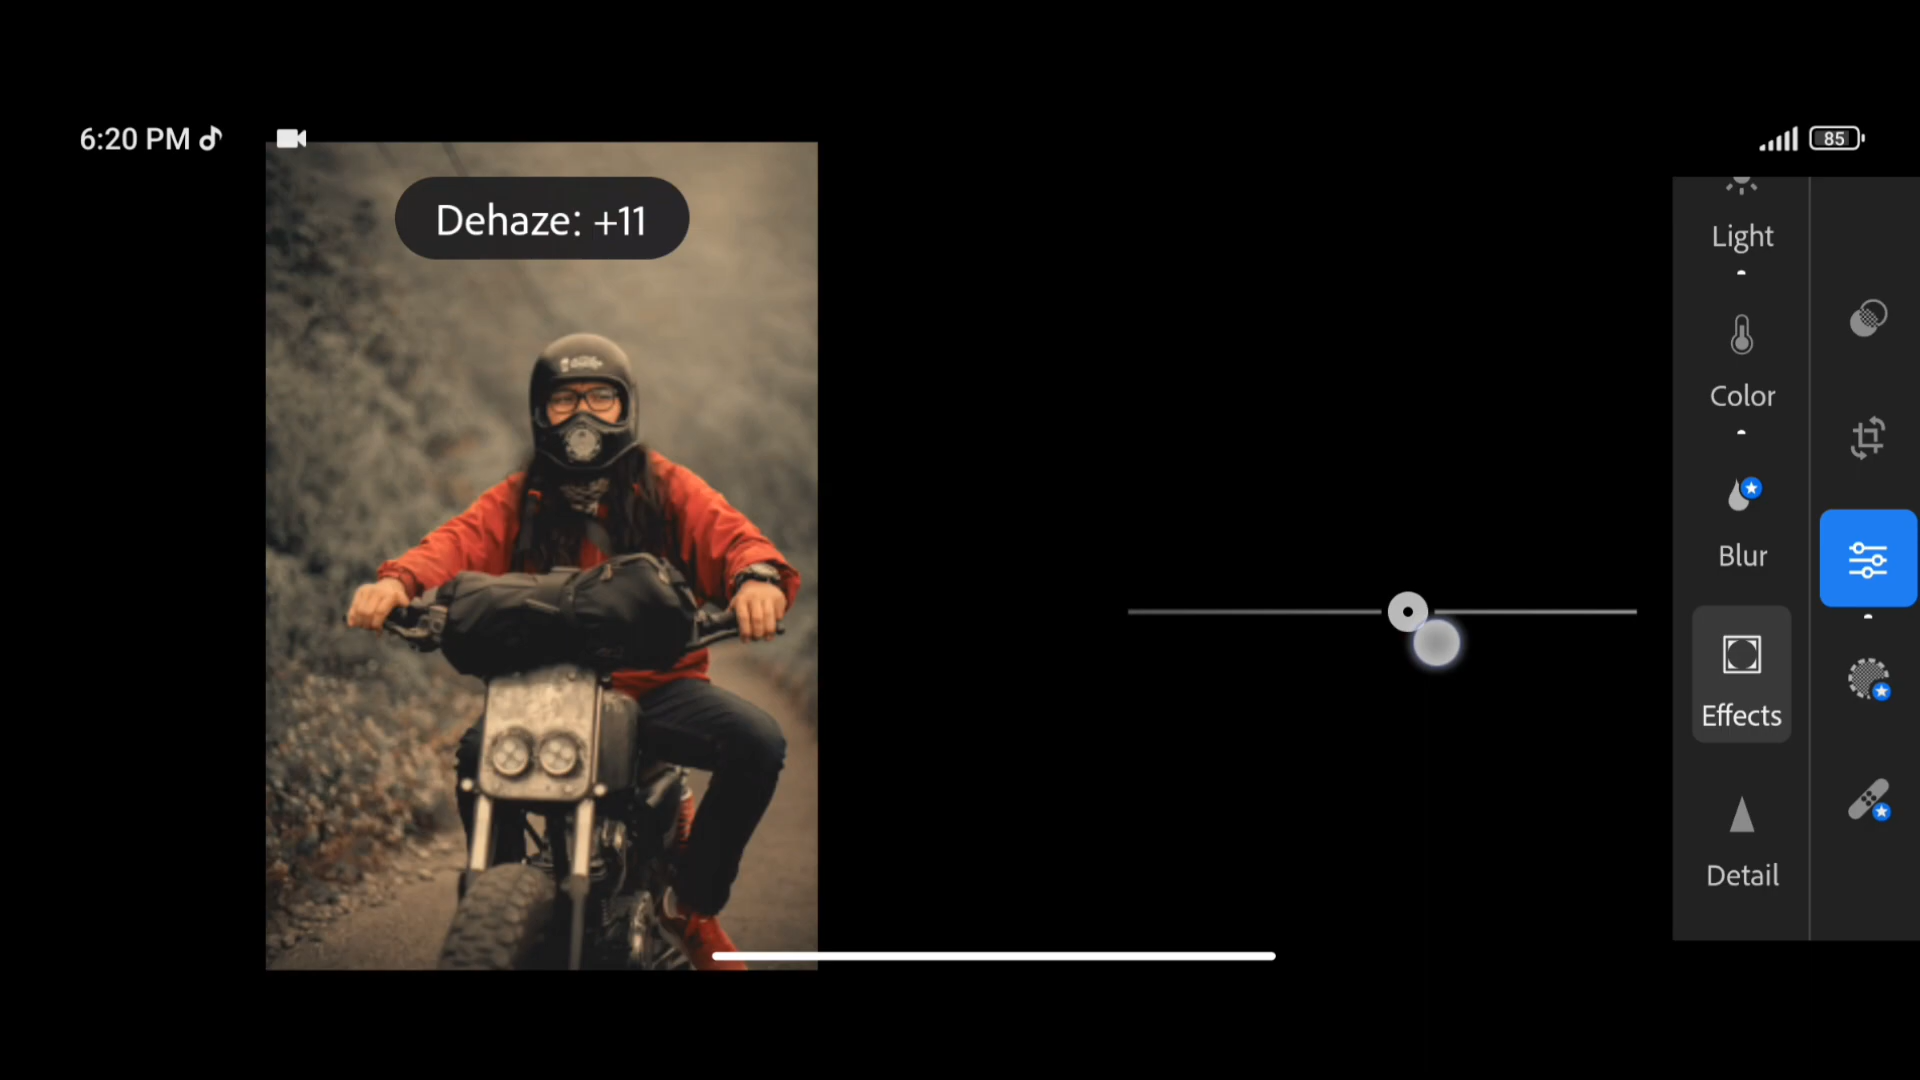 6:20 PM
85
Dehaze: +11
Light
Color
Blur
Effects
Detail